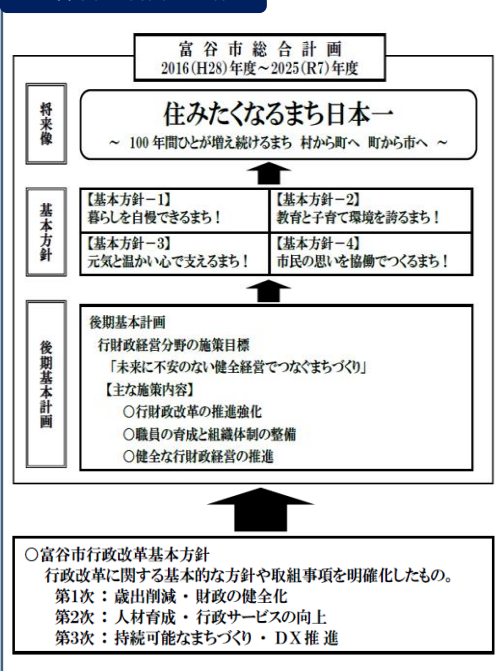 富谷市総合計画
2016(H28)年度～2025(R7)年度
将来像
住みたくなるまち日本一
～ 100年間ひとが増え続けるまち 村から町へ 町から市へ ～
基本方針
【基本方針－1】
暮らしを自慢できるまち！
【基本方針－2】
教育と子育て環境を誇るまち！
【基本方針－3】
元気と温かい心で支えるまち！
【基本方針－4】
市民の思いを協働でつくるまち！
後期基本計画
後期基本計画
行財政経営分野の施策目標
「未来に不安のない健全経営でつなぐまちづくり」
【主な施策内容】
○行財政改革の推進強化
○職員の育成と組織体制の整備
○健全な行財政経営の推進
○富谷市行政改革基本方針
行政改革に関する基本的な方針や取組事項を明確化したもの。
第1次：歳出削減・財政の健全化
第2次：人材育成・行政サービスの向上
第3次：持続可能なまちづくり・DX推進